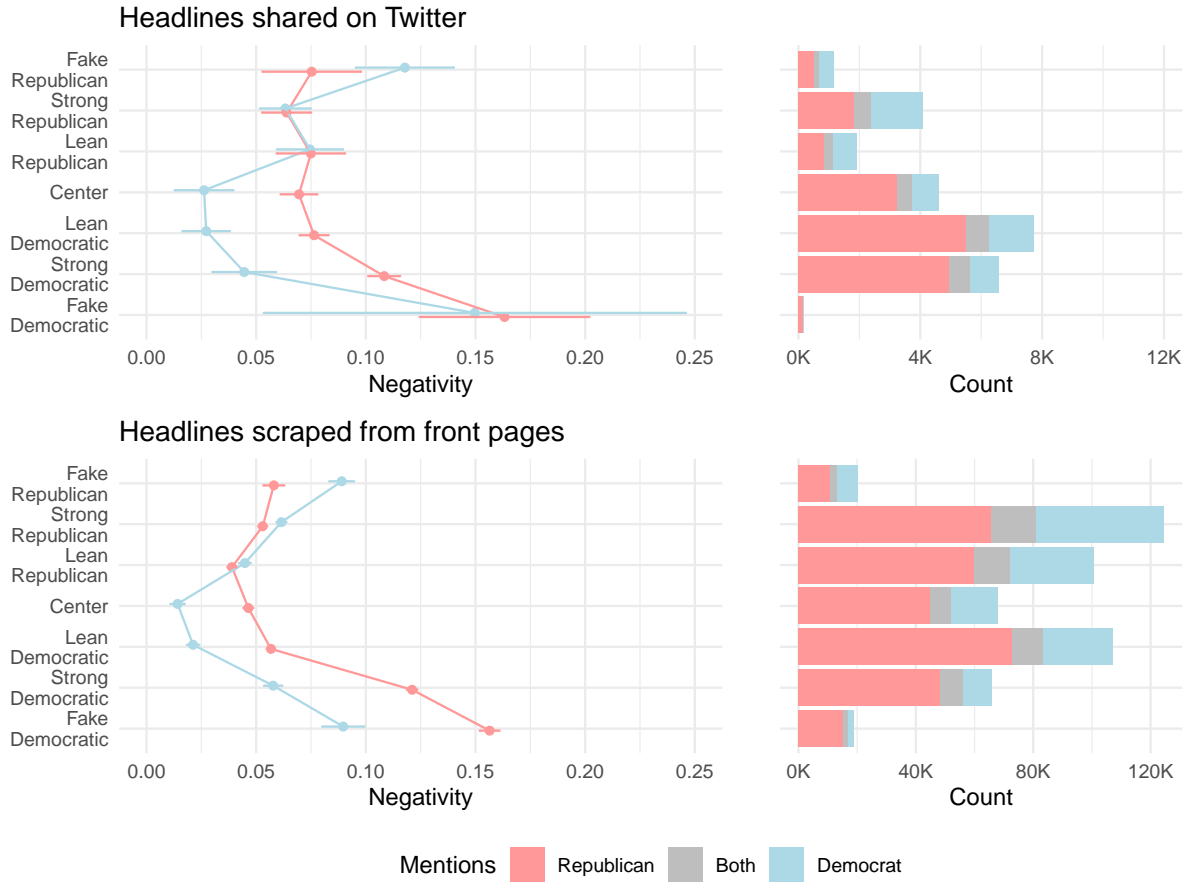 Headlines shared on Twitter
Fake
Republican
Strong
Republican
Lean
Republican
Center
Lean
Democratic
Strong
Democratic
Fake
Democratic
0.00 0.05 0.10 0.15 0.20 0.25
Negativity
0K 4K 8K 12K
Count
Headlines scraped from front pages
Fake
Republican
Strong
Republican
Lean
Republican
Center
Lean
Democratic
Strong
Democratic
Fake
Democratic
0.00 0.05 0.10 0.15 0.20 0.25
Negativity
0K 40K 80K 120K
Count
Mentions Republican Both Democrat